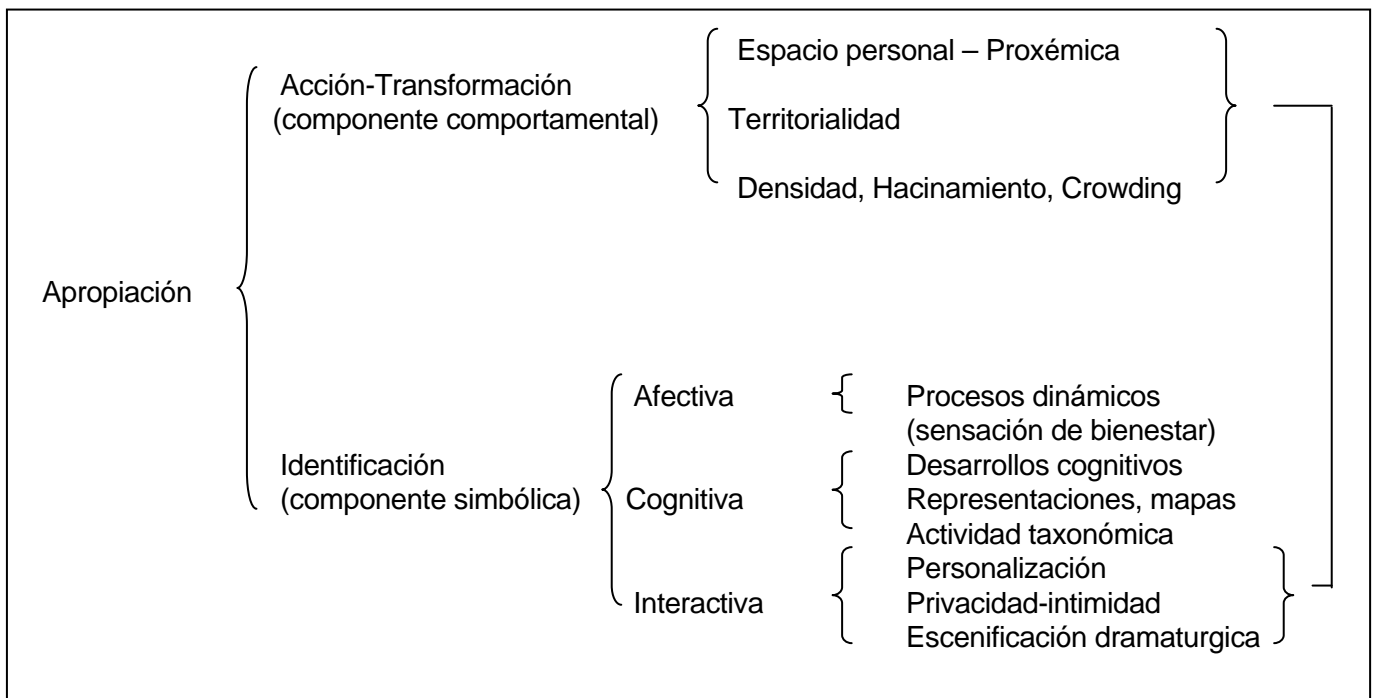 Apropiación
Acción-Transformación
(componente comportamental)
Espacio personal – Proxémica
Territorialidad
Densidad, Hacinamiento, Crowding
Identificación
(componente simbólica)
Afectiva
Procesos dinámicos
(sensación de bienestar)
Cognitiva
Desarrollos cognitivos
Representaciones, mapas
Actividad taxonómica
Interactiva
Personalización
Privacidad-intimidad
Escenificación dramaturgica